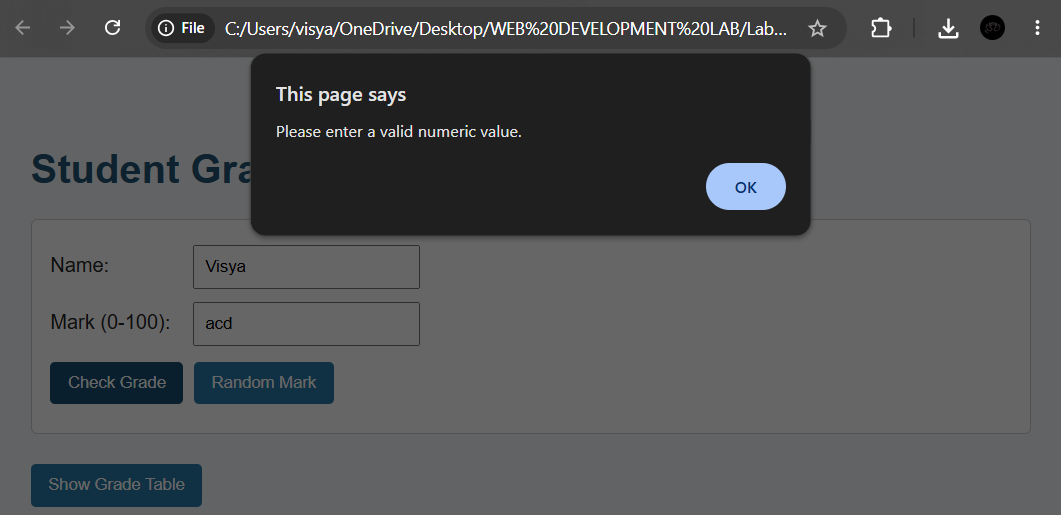 File C:/Users/visya/OneDrive/Desktop/WEB%20DEVELOPMENT%20LAB/Lab...
This page says
Please enter a valid numeric value.
OK
Student Gra
Name: Visya
Mark (0-100): acd
Check Grade Random Mark
Show Grade Table